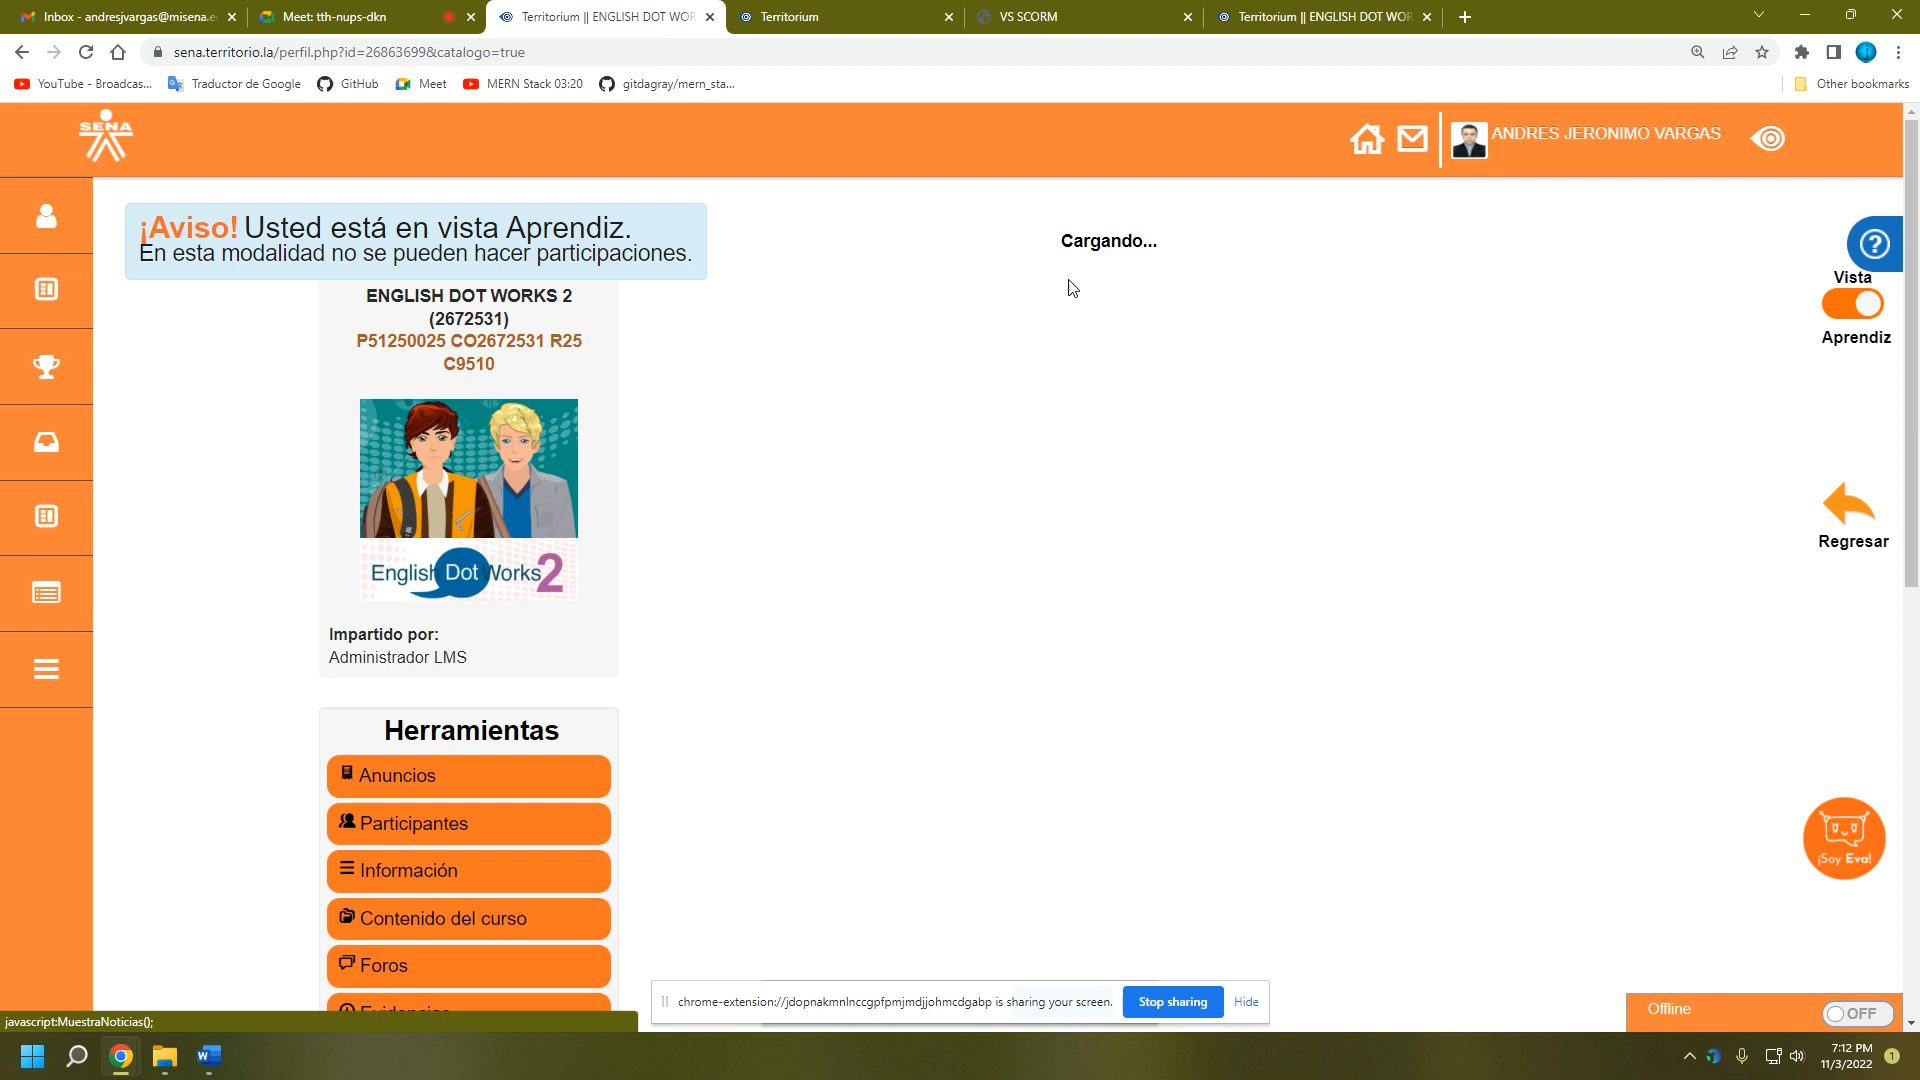 Inbox - andresjvargas@misena.e
Meet: tth-nups-dkn
Territorium || ENGLISH DOT WOR
Territorium
VS SCORM
Territorium || ENGLISH DOT WOR
sena.territorio.la/perfil.php?id=26863699&catalogo=true
YouTube - Broadcas...
Traductor de Google
GitHub
Meet
MERN Stack 03:20
gitdagray/mern_sta...
Other bookmarks
SENA
ANDRES JERONIMO VARGAS
¡Aviso! Usted está en vista Aprendiz.
En esta modalidad no se pueden hacer participaciones.
Cargando...
?
Vista
Aprendiz
Regresar
ENGLISH DOT WORKS 2
(2672531)
P51250025 CO2672531 R25
C9510
English Dot Works 2
Impartido por:
Administrador LMS
Herramientas
Anuncios
Participantes
Información
Contenido del curso
Foros
Evidencias
¡Soy Eva!
chrome-extension://jdopnakmnlnccgpfpmjmdjjohmcdgabp is sharing your screen.
Stop sharing
Hide
Offline
OFF
javascript:MuestraNoticias();
7:12 PM
11/3/2022
1